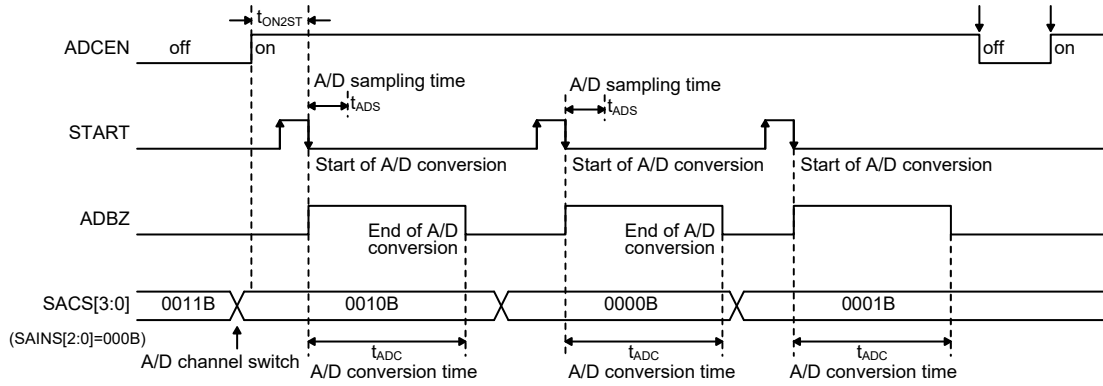 tON2ST
ADCEN off on off on
A/D sampling time A/D sampling time
tADS tADS
START
Start of A/D conversion Start of A/D conversion Start of A/D conversion
ADBZ
End of A/D conversion End of A/D conversion
SACS[3:0] 0011B 0010B 0000B 0001B
(SAINS[2:0]=000B)
A/D channel switch
tADC tADC tADC
A/D conversion time A/D conversion time A/D conversion time